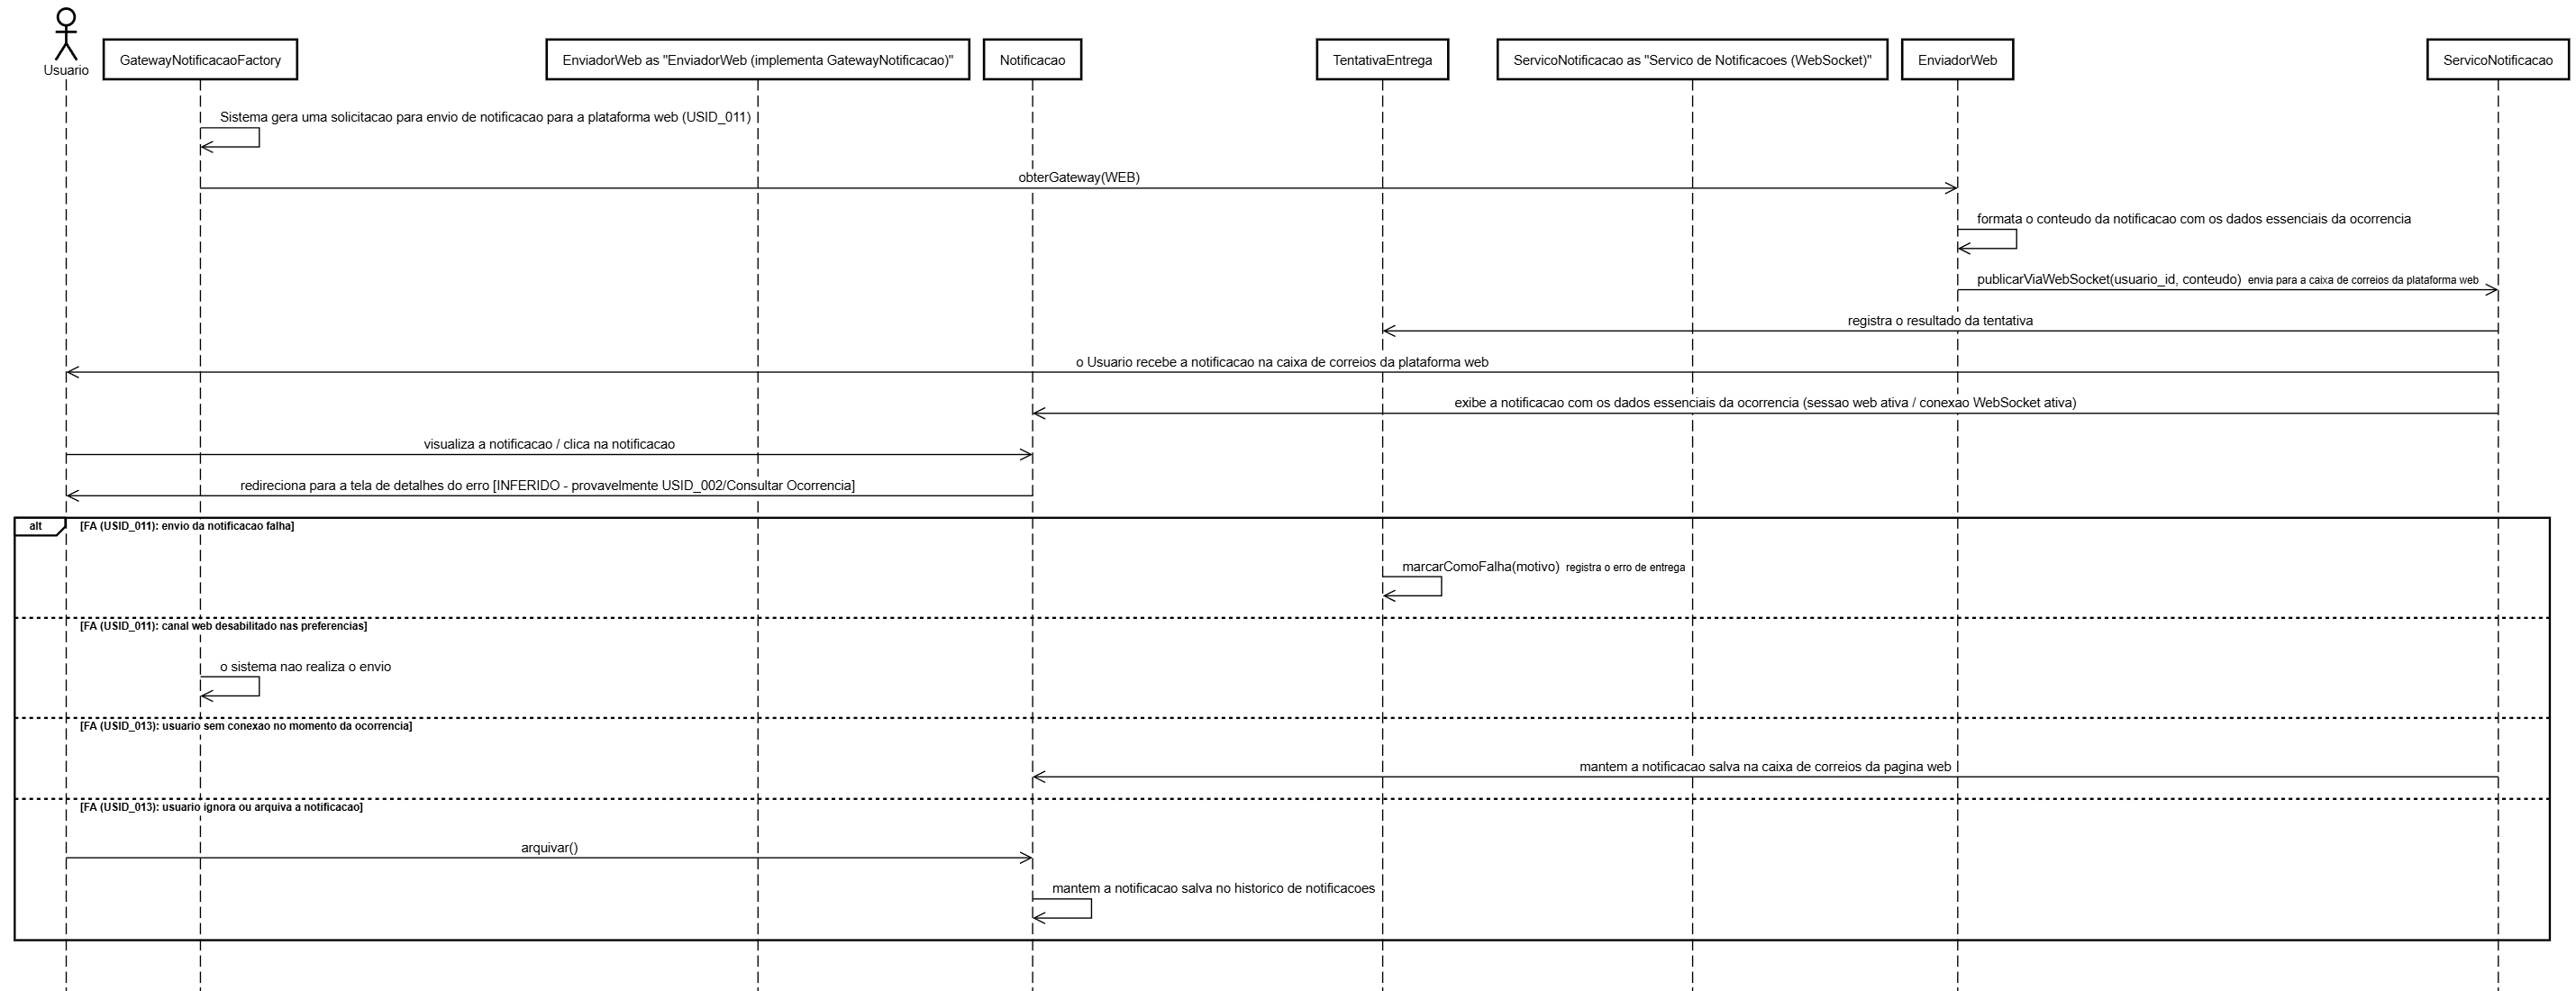 Usuario
GatewayNotificacaoFactory
EnviadorWeb as "EnviadorWeb (implementa GatewayNotificacao)"
Notificacao
TentativaEntrega
ServicoNotificacao as "Servico de Notificacoes (WebSocket)"
EnviadorWeb
ServicoNotificacao
Sistema gera uma solicitacao para envio de notificacao para a plataforma web (USID_011)
obterGateway(WEB)
formata o conteudo da notificacao com os dados essenciais da ocorrencia
publicarViaWebSocket(usuario_id, conteudo) envia para a caixa de correios da plataforma web
registra o resultado da tentativa
o Usuario recebe a notificacao na caixa de correios da plataforma web
exibe a notificacao com os dados essenciais da ocorrencia (sessao web ativa / conexao WebSocket ativa)
visualiza a notificacao / clica na notificacao
redireciona para a tela de detalhes do erro [INFERIDO - provavelmente USID_002/Consultar Ocorrencia]
alt [FA (USID_011): envio da notificacao falha]
marcarComoFalha(motivo) registra o erro de entrega
[FA (USID_011): canal web desabilitado nas preferencias]
o sistema nao realiza o envio
[FA (USID_013): usuario sem conexao no momento da ocorrencia]
mantem a notificacao salva na caixa de correios da pagina web
[FA (USID_013): usuario ignora ou arquiva a notificacao]
arquivar()
mantem a notificacao salva no historico de notificacoes